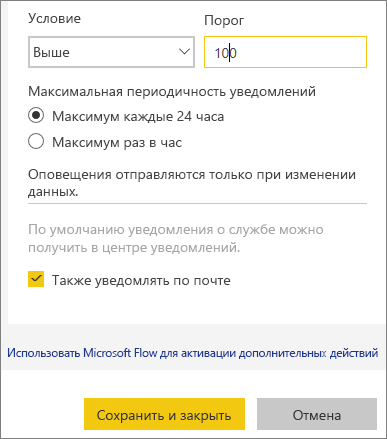 Условие Порог
Выше 100
Максимальная периодичность уведомлений
Максимум каждые 24 часа
Максимум раз в час
Оповещения отправляются только при изменении
данных.
По умолчанию уведомления о службе можно
получить в центре уведомлений.
Также уведомлять по почте
Использовать Microsoft Flow для активации дополнительных действий
Сохранить и закрыть Отмена